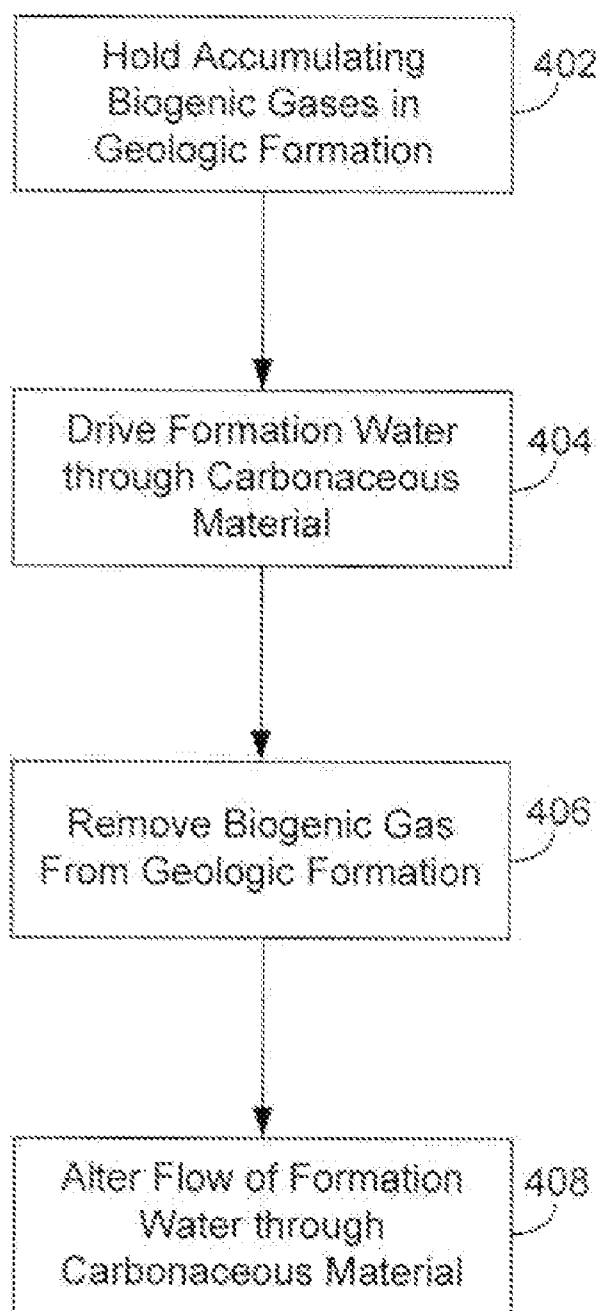 Hold Accumulating
Biogenic Gases in
Geologic Formation
402
Drive Formation Water
through Carbonaceous
Material
404
Remove Biogenic Gas
From Geologic Formation
406
Alter Flow of Formation
Water through
Carbonaceous Material
408